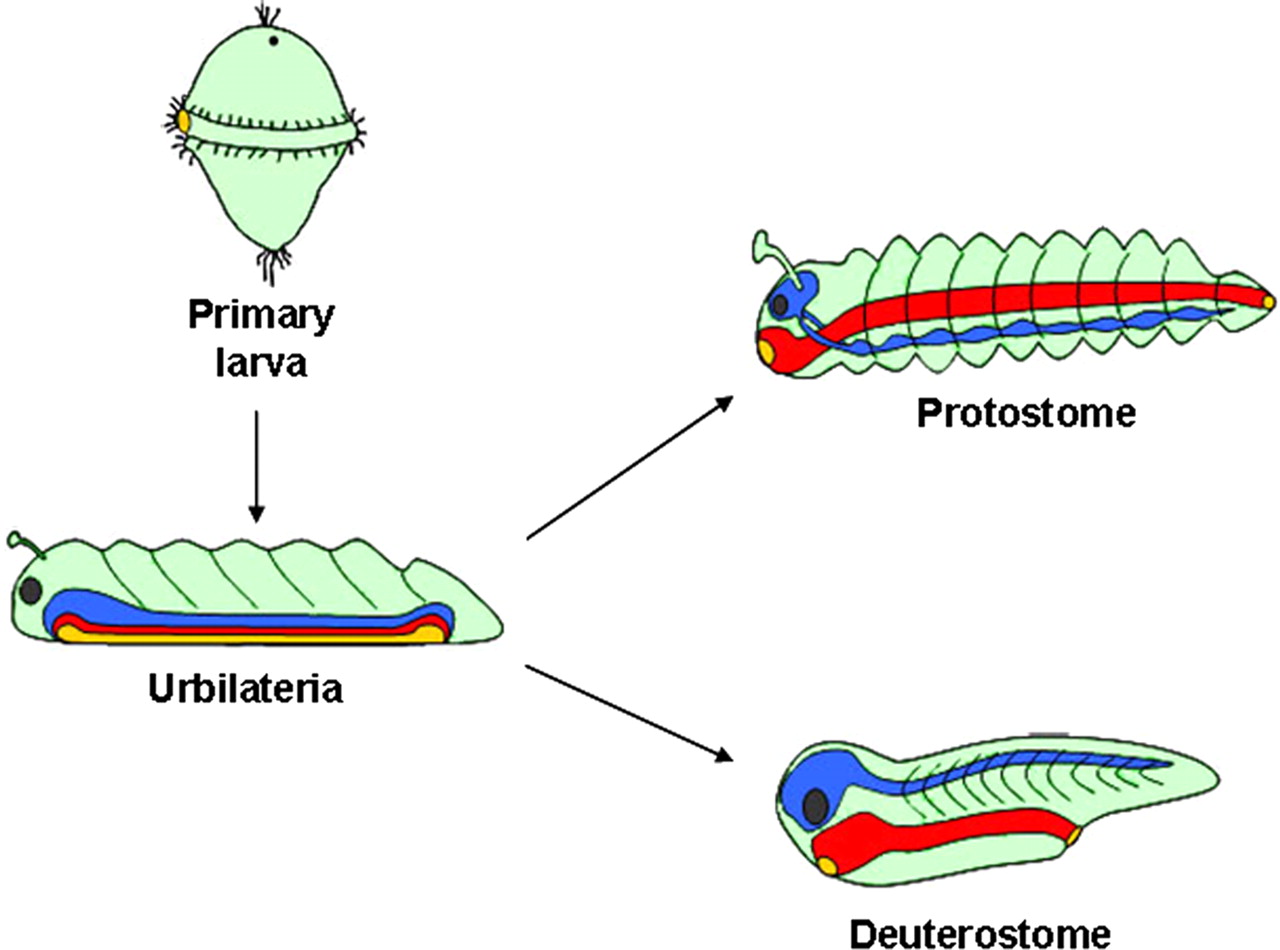 Primary
larva
Protostome
Urbilateria
Deuterostome